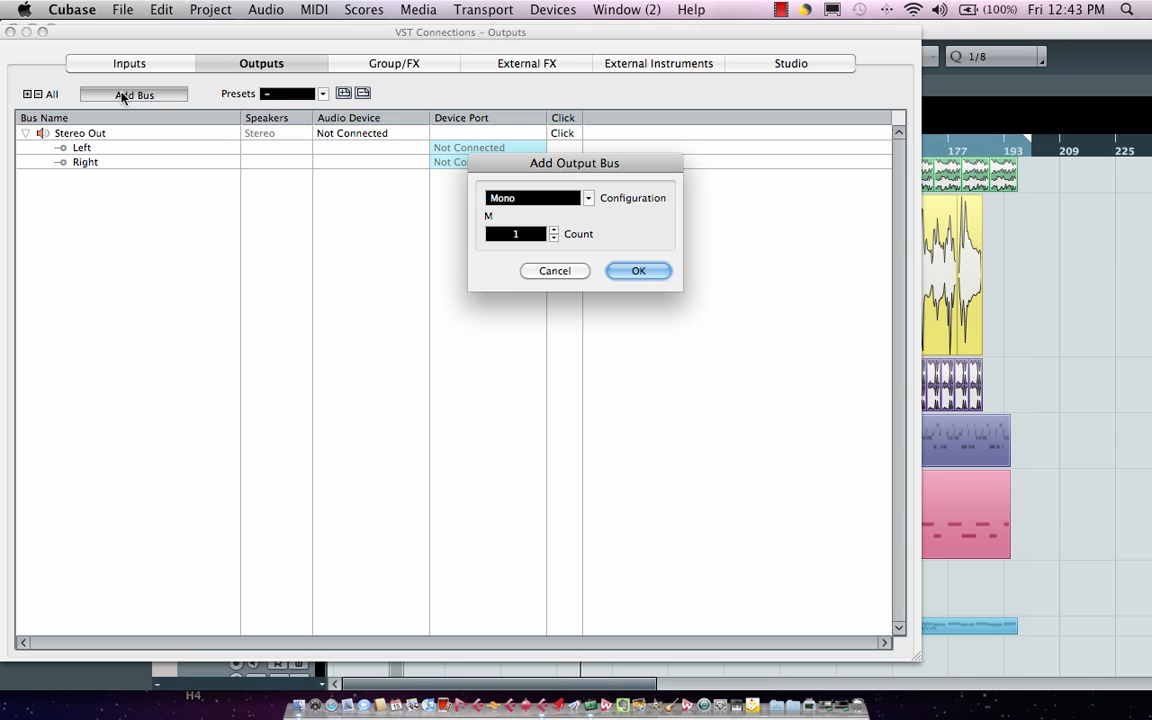 Cubase File Edit Project Audio MIDI Scores Media Transport Devices Window (2) Help (100%) Fri 12:43 PM
VST Connections - Outputs
Inputs Outputs Group/FX External FX External Instruments Studio
Q 1/8
All Add Bus Presets -
Bus Name Speakers Audio Device Device Port Click
Stereo Out Stereo Not Connected Click
Left Not Connected
Right Not Co
177 193 209 225
Add Output Bus
Mono Configuration
M
1 Count
Cancel OK
R W
H4